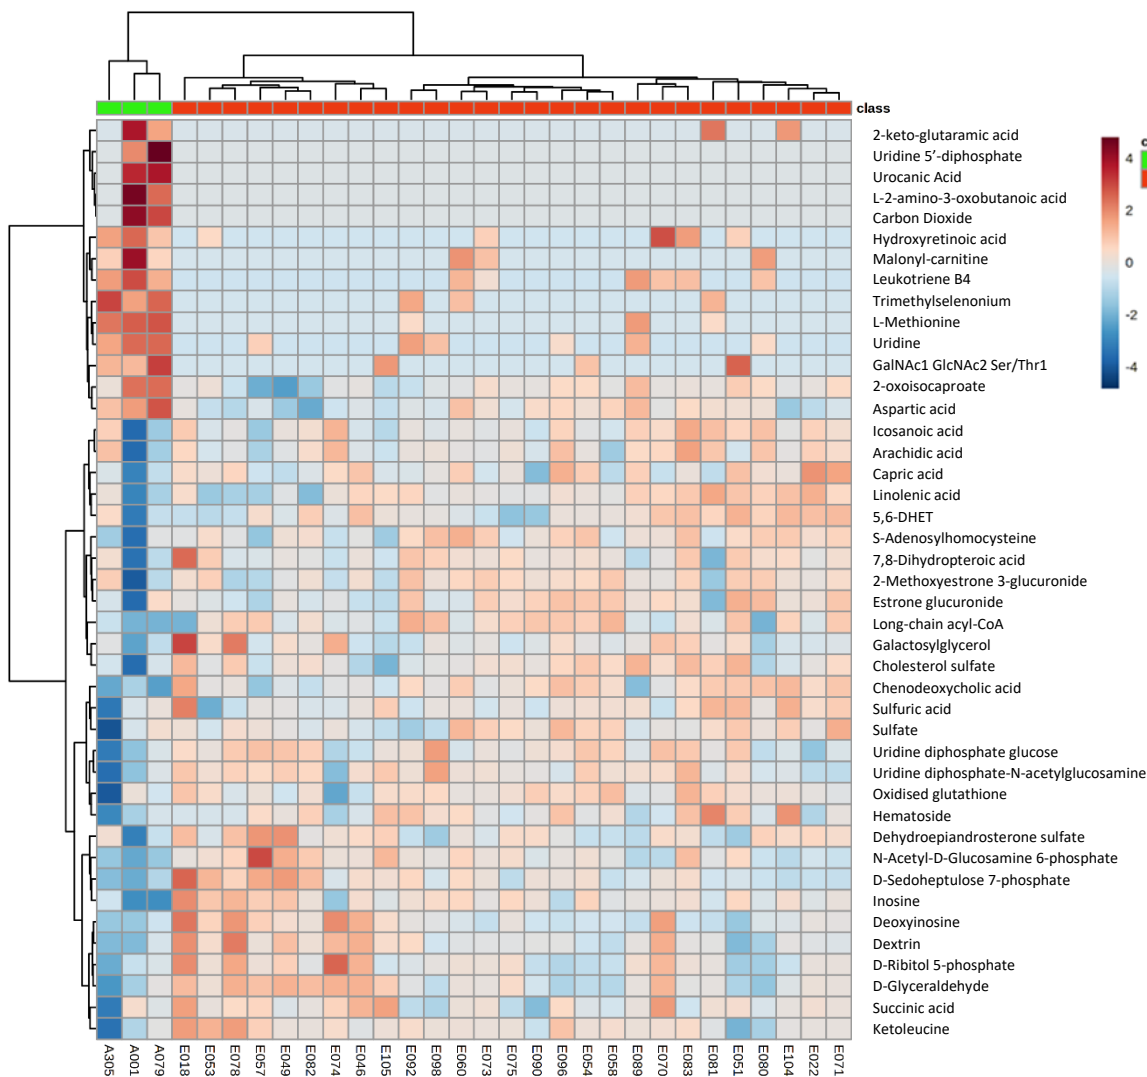 class
2-keto-glutaramic acid
Uridine 5’-diphosphate
Urocanic Acid
L-2-amino-3-oxobutanoic acid
Carbon Dioxide
Hydroxyretinoic acid
Malonyl-carnitine
Leukotriene B4
Trimethylselenonium
L-Methionine
Uridine
GalNAc1 GlcNAc2 Ser/Thr1
2-oxoisocaproate
Aspartic acid
Icosanoic acid
Arachidic acid
Capric acid
Linolenic acid
5,6-DHET
S-Adenosylhomocysteine
7,8-Dihydropteroic acid
2-Methoxyestrone 3-glucuronide
Estrone glucuronide
Long-chain acyl-CoA
Galactosylglycerol
Cholesterol sulfate
Chenodeoxycholic acid
Sulfuric acid
Sulfate
Uridine diphosphate glucose
Uridine diphosphate-N-acetylglucosamine
Oxidised glutathione
Hematoside
Dehydroepiandrosterone sulfate
N-Acetyl-D-Glucosamine 6-phosphate
D-Sedoheptulose 7-phosphate
Inosine
Deoxyinosine
Dextrin
D-Ribitol 5-phosphate
D-Glyceraldehyde
Succinic acid
Ketoleucine
4
2
0
-2
-4
A305
A001
A079
E018
E053
E078
E057
E049
E082
E074
E046
E105
E092
E098
E060
E073
E075
E090
E096
E054
E058
E089
E070
E083
E081
E051
E080
E104
E022
E071